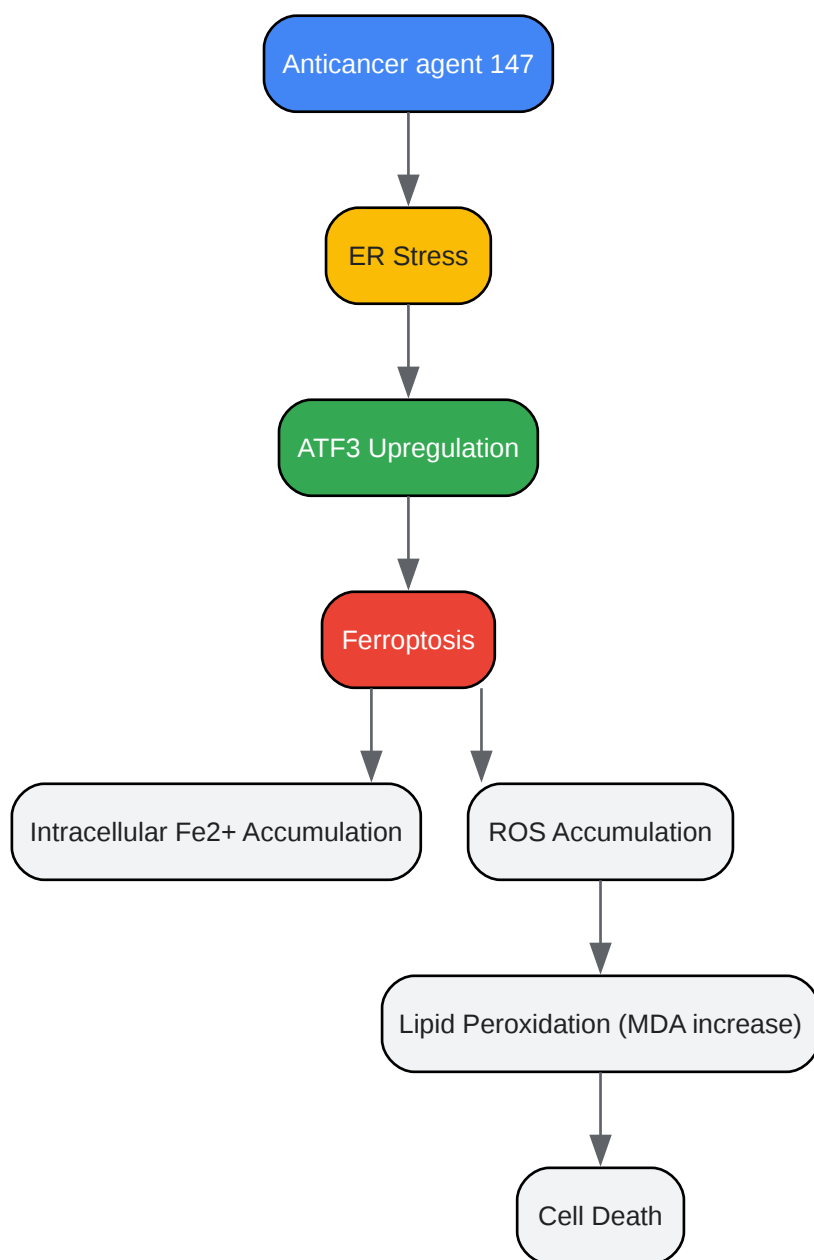 Anticancer agent 147
ER Stress
ATF3 Upregulation
Ferroptosis
Intracellular Fe2+ Accumulation
ROS Accumulation
Lipid Peroxidation (MDA increase)
Cell Death